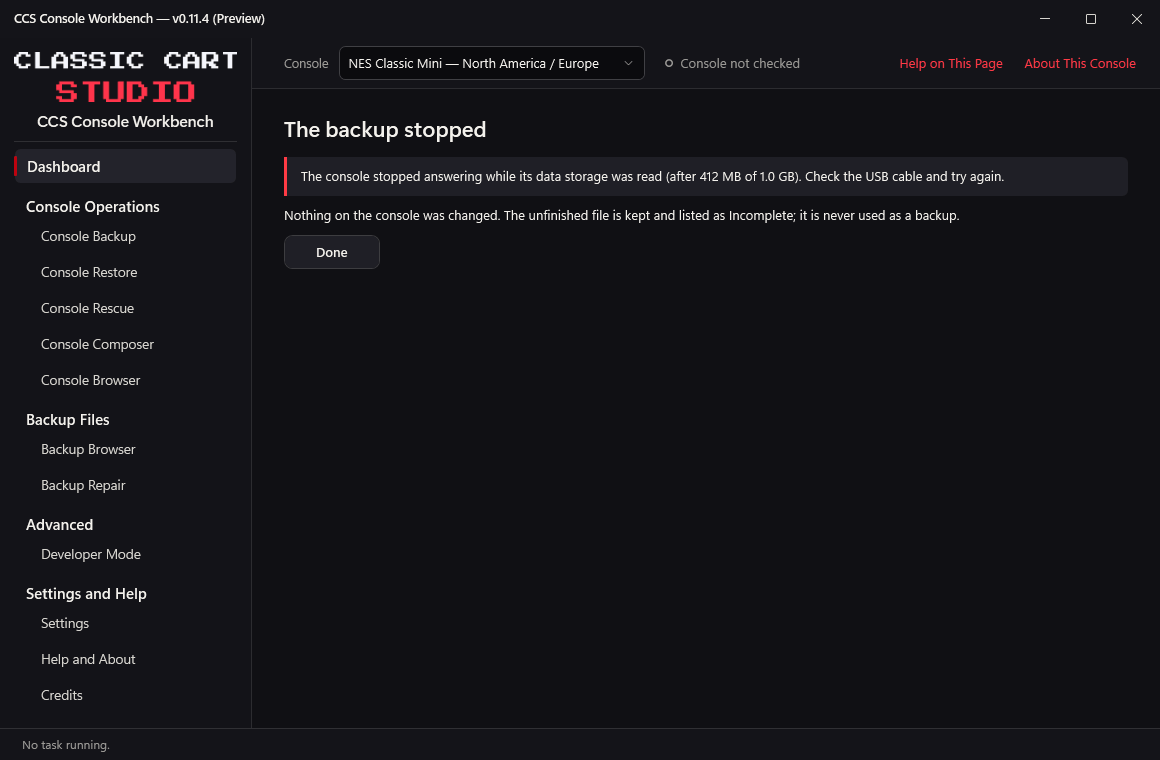 CCS Console Workbench — v0.11.4 (Preview)
CLASSIC CART
STUDIO
CCS Console Workbench
Dashboard
Console Operations
Console Backup
Console Restore
Console Rescue
Console Composer
Console Browser
Backup Files
Backup Browser
Backup Repair
Advanced
Developer Mode
Settings and Help
Settings
Help and About
Credits
Console
NES Classic Mini — North America / Europe
Console not checked
Help on This Page
About This Console
The backup stopped
The console stopped answering while its data storage was read (after 412 MB of 1.0 GB). Check the USB cable and try again.
Nothing on the console was changed. The unfinished file is kept and listed as Incomplete; it is never used as a backup.
Done
No task running.